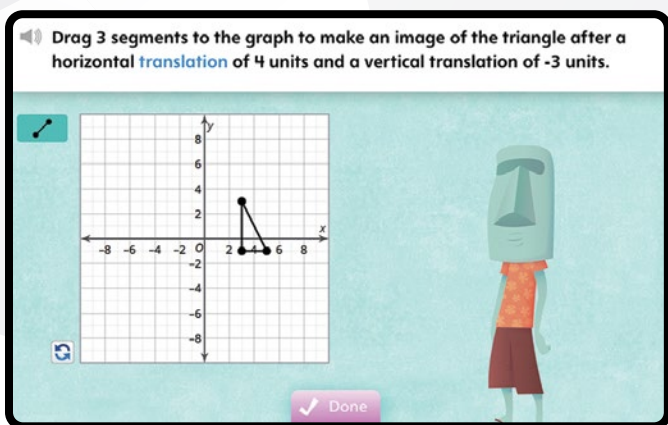 Drag 3 segments to the graph to make an image of the triangle after a
horizontal translation of 4 units and a vertical translation of -3 units.
y
8
6
4
2
x
-8 -6 -4 -2 O 2 4 6 8
-2
-4
-6
-8
Done